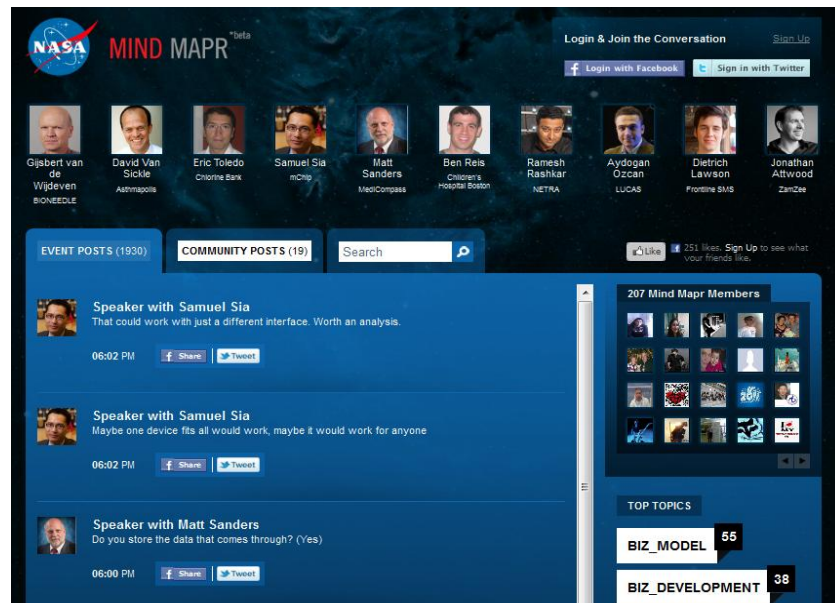 NASA
MIND MAPR *beta
Login & Join the Conversation
Sign Up
f Login with Facebook
t Sign in with Twitter
Gijsbert van
de
Wijdeven
BIONEEDLE
David Van
Sickle
Asthmapolis
Eric Toledo
Chlorine Bank
Samuel Sia
mChip
Matt
Sanders
MediCompass
Ben Reis
Children's
Hospital Boston
Ramesh
Rashkar
NETRA
Aydogan
Ozcan
LUCAS
Dietrich
Lawson
Frontline SMS
Jonathan
Attwood
ZamZee
EVENT POSTS (1930)
COMMUNITY POSTS (19)
Search
Like
f 251 likes. Sign Up to see what
your friends like.
Speaker with Samuel Sia
That could work with just a different interface. Worth an analysis.
06:02 PM
f Share
Tweet
Speaker with Samuel Sia
Maybe one device fits all would work, maybe it would work for anyone
06:02 PM
f Share
Tweet
Speaker with Matt Sanders
Do you store the data that comes through? (Yes)
06:00 PM
f Share
Tweet
207 Mind Mapr Members
TOP TOPICS
BIZ_MODEL 55
BIZ_DEVELOPMENT 38